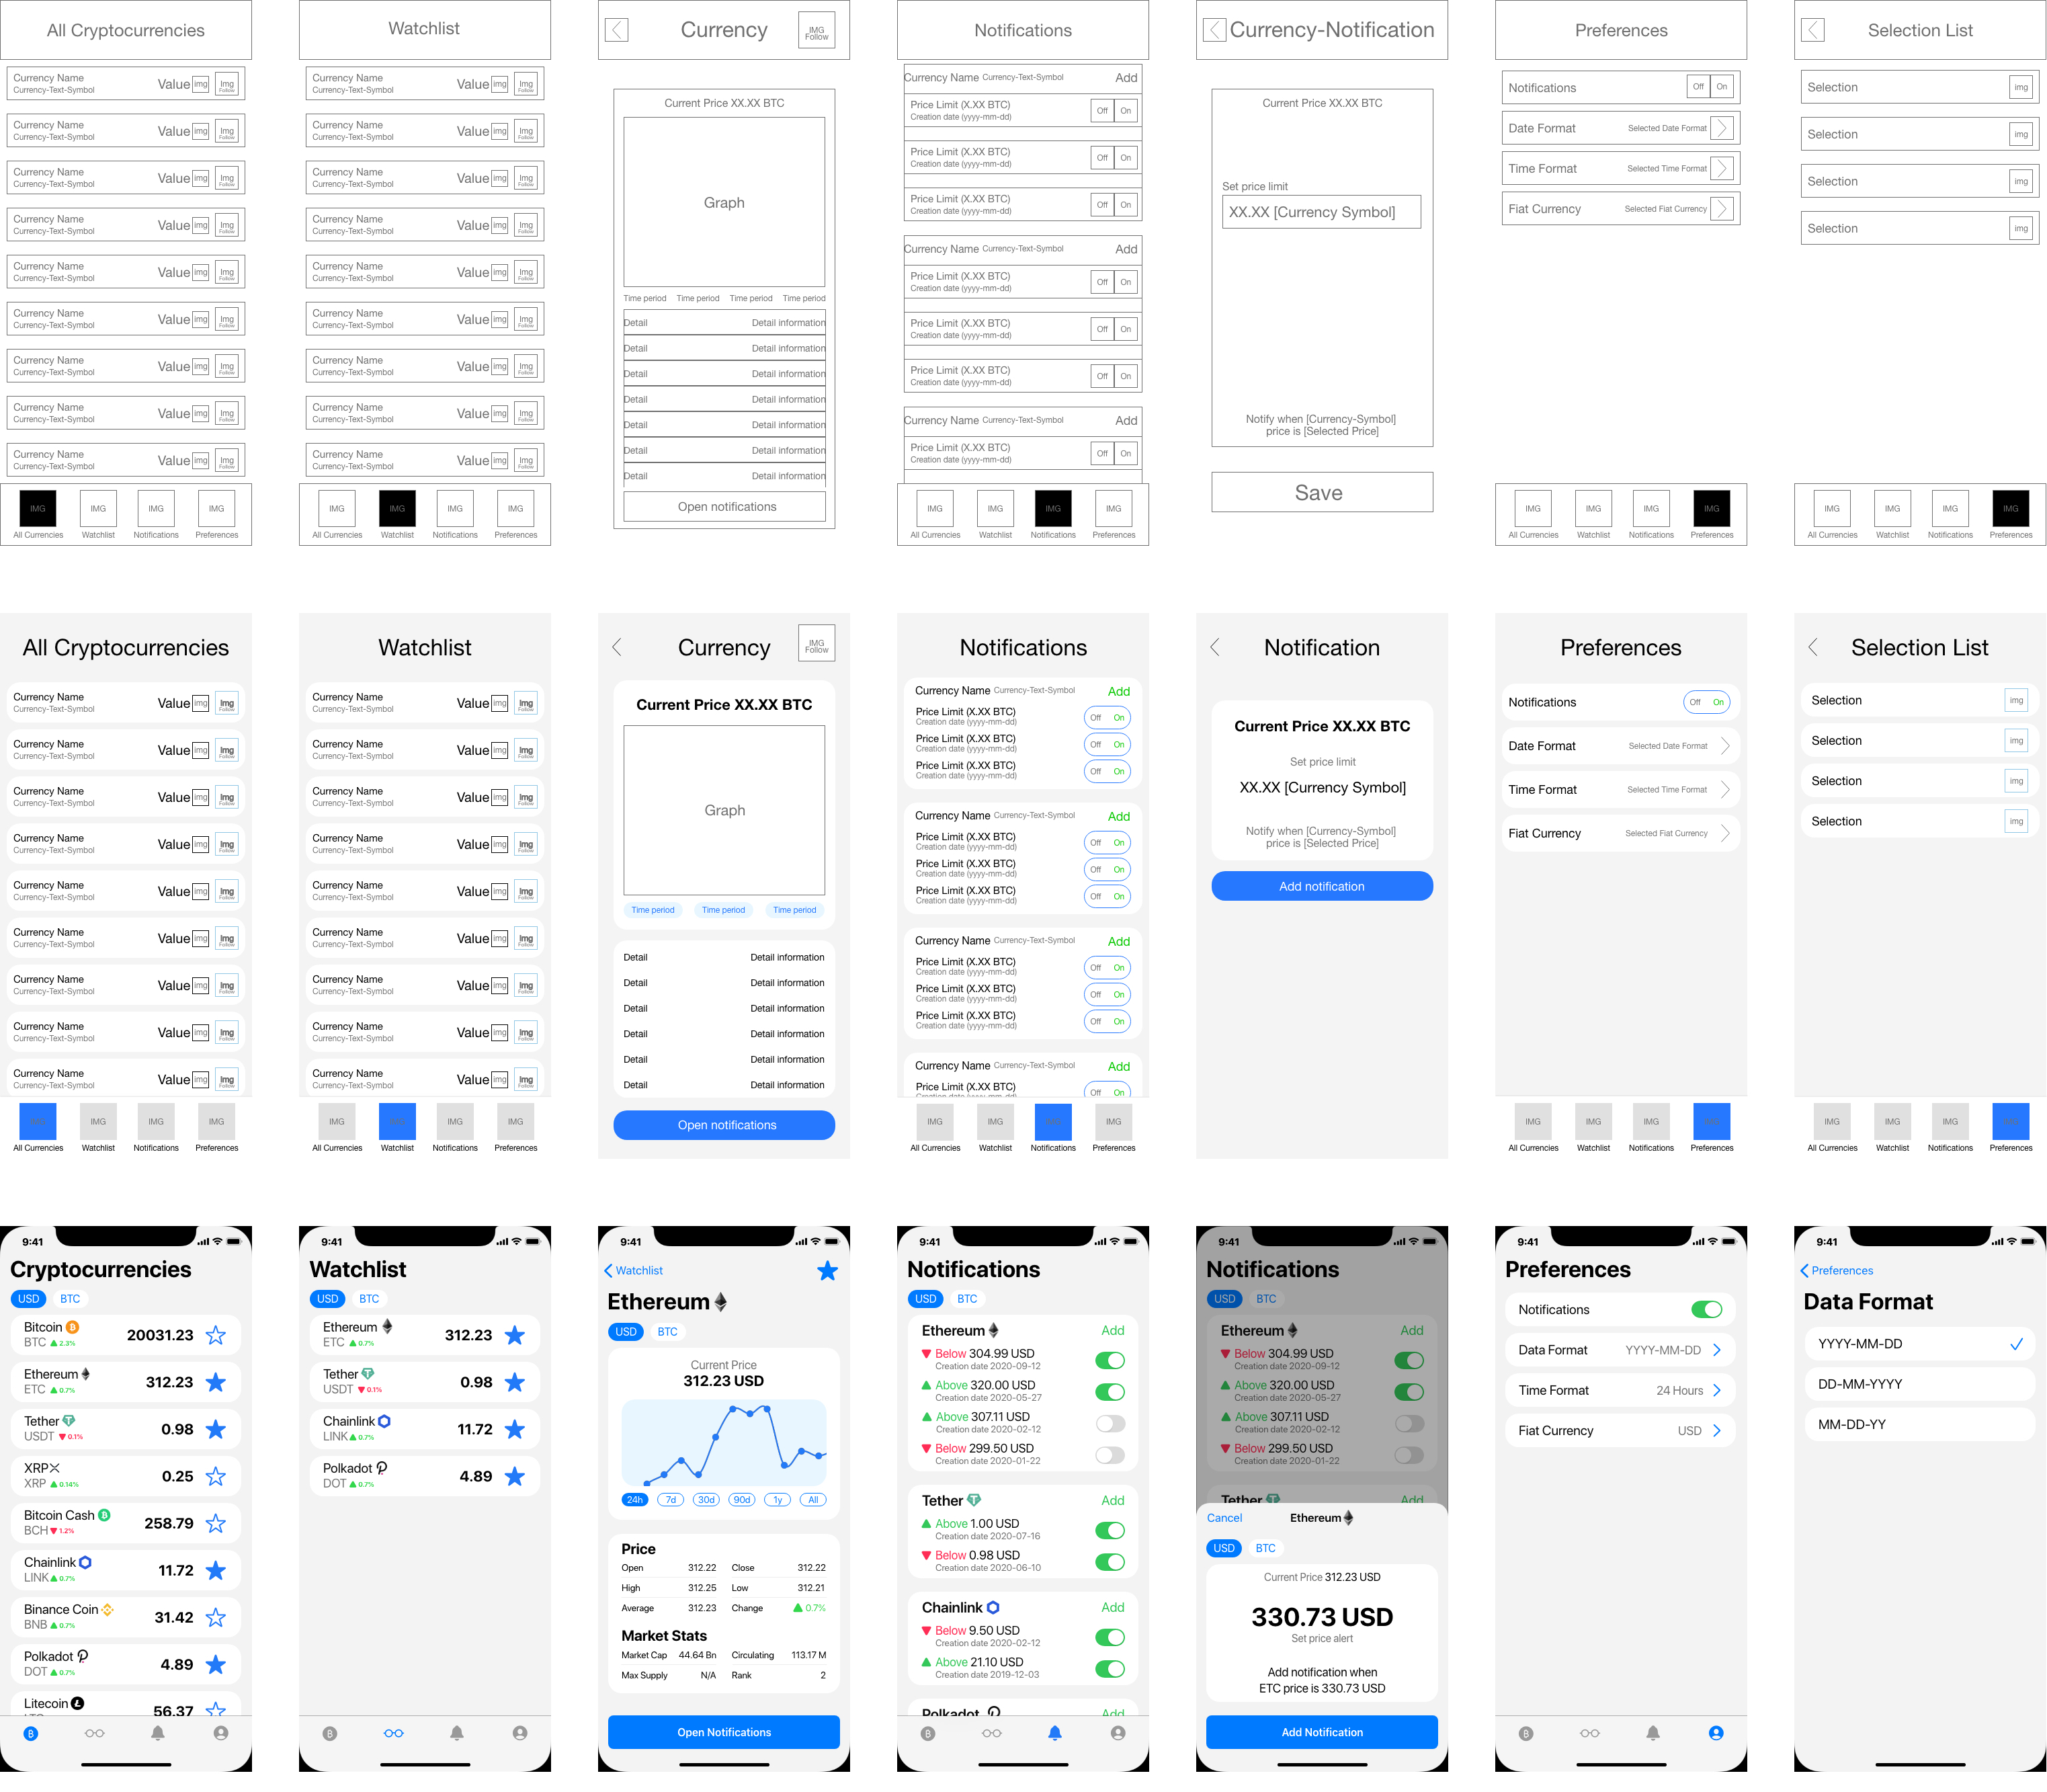 All Cryptocurrencies
Currency Name
Currency-Text-Symbol
Value img Img Follow
Currency Name
Currency-Text-Symbol
Value img Img Follow
Currency Name
Currency-Text-Symbol
Value img Img Follow
Currency Name
Currency-Text-Symbol
Value img Img Follow
Currency Name
Currency-Text-Symbol
Value img Img Follow
Currency Name
Currency-Text-Symbol
Value img Img Follow
Currency Name
Currency-Text-Symbol
Value img Img Follow
Currency Name
Currency-Text-Symbol
Value img Img Follow
Currency Name
Currency-Text-Symbol
Value img Img Follow
IMG IMG IMG IMG
All Currencies Watchlist Notifications Preferences
Watchlist
Currency Name
Currency-Text-Symbol
Value img Img Follow
Currency Name
Currency-Text-Symbol
Value img Img Follow
Currency Name
Currency-Text-Symbol
Value img Img Follow
Currency Name
Currency-Text-Symbol
Value img Img Follow
Currency Name
Currency-Text-Symbol
Value img Img Follow
Currency Name
Currency-Text-Symbol
Value img Img Follow
Currency Name
Currency-Text-Symbol
Value img Img Follow
Currency Name
Currency-Text-Symbol
Value img Img Follow
Currency Name
Currency-Text-Symbol
Value img Img Follow
IMG IMG IMG IMG
All Currencies Watchlist Notifications Preferences
Currency
IMG
Follow
Current Price XX.XX BTC
Graph
Time period Time period Time period Time period
Detail Detail information
Detail Detail information
Detail Detail information
Detail Detail information
Detail Detail information
Detail Detail information
Detail Detail information
Open notifications
Notifications
Currency Name Currency-Text-Symbol Add
Price Limit (X.XX BTC)
Creation date (yyyy-mm-dd)
Off On
Price Limit (X.XX BTC)
Creation date (yyyy-mm-dd)
Off On
Price Limit (X.XX BTC)
Creation date (yyyy-mm-dd)
Off On
Currency Name Currency-Text-Symbol Add
Price Limit (X.XX BTC)
Creation date (yyyy-mm-dd)
Off On
Price Limit (X.XX BTC)
Creation date (yyyy-mm-dd)
Off On
Price Limit (X.XX BTC)
Creation date (yyyy-mm-dd)
Off On
Currency Name Currency-Text-Symbol Add
Price Limit (X.XX BTC)
Creation date (yyyy-mm-dd)
Off On
IMG IMG IMG IMG
All Currencies Watchlist Notifications Preferences
Currency-Notification
Current Price XX.XX BTC
Set price limit
XX.XX [Currency Symbol]
Notify when [Currency-Symbol]
price is [Selected Price]
Save
Preferences
Notifications Off On
Date Format Selected Date Format
Time Format Selected Time Format
Fiat Currency Selected Fiat Currency
IMG IMG IMG IMG
All Currencies Watchlist Notifications Preferences
Selection List
Selection img
Selection img
Selection img
Selection img
IMG IMG IMG IMG
All Currencies Watchlist Notifications Preferences
All Cryptocurrencies
Currency Name
Currency-Text-Symbol
Value img Img Follow
Currency Name
Currency-Text-Symbol
Value img Img Follow
Currency Name
Currency-Text-Symbol
Value img Img Follow
Currency Name
Currency-Text-Symbol
Value img Img Follow
Currency Name
Currency-Text-Symbol
Value img Img Follow
Currency Name
Currency-Text-Symbol
Value img Img Follow
Currency Name
Currency-Text-Symbol
Value img Img Follow
Currency Name
Currency-Text-Symbol
Value img Img Follow
Currency Name
Currency-Text-Symbol
Value img Img Follow
IMG IMG IMG IMG
All Currencies Watchlist Notifications Preferences
Watchlist
Currency Name
Currency-Text-Symbol
Value img Img Follow
Currency Name
Currency-Text-Symbol
Value img Img Follow
Currency Name
Currency-Text-Symbol
Value img Img Follow
Currency Name
Currency-Text-Symbol
Value img Img Follow
Currency Name
Currency-Text-Symbol
Value img Img Follow
Currency Name
Currency-Text-Symbol
Value img Img Follow
Currency Name
Currency-Text-Symbol
Value img Img Follow
Currency Name
Currency-Text-Symbol
Value img Img Follow
Currency Name
Currency-Text-Symbol
Value img Img Follow
IMG IMG IMG IMG
All Currencies Watchlist Notifications Preferences
Currency
IMG
Follow
Current Price XX.XX BTC
Graph
Time period Time period Time period
Detail Detail information
Detail Detail information
Detail Detail information
Detail Detail information
Detail Detail information
Detail Detail information
Open notifications
Notifications
Currency Name Currency-Text-Symbol Add
Price Limit (X.XX BTC)
Creation date (yyyy-mm-dd)
Off On
Price Limit (X.XX BTC)
Creation date (yyyy-mm-dd)
Off On
Price Limit (X.XX BTC)
Creation date (yyyy-mm-dd)
Off On
Currency Name Currency-Text-Symbol Add
Price Limit (X.XX BTC)
Creation date (yyyy-mm-dd)
Off On
Price Limit (X.XX BTC)
Creation date (yyyy-mm-dd)
Off On
Price Limit (X.XX BTC)
Creation date (yyyy-mm-dd)
Off On
Currency Name Currency-Text-Symbol Add
Price Limit (X.XX BTC)
Creation date (yyyy-mm-dd)
Off On
Price Limit (X.XX BTC)
Creation date (yyyy-mm-dd)
Off On
Price Limit (X.XX BTC)
Creation date (yyyy-mm-dd)
Off On
Currency Name Currency-Text-Symbol Add
Price Limit (X.XX BTC)
Creation date (yyyy-mm-dd)
Off On
IMG IMG IMG IMG
All Currencies Watchlist Notifications Preferences
Notification
Current Price XX.XX BTC
Set price limit
XX.XX [Currency Symbol]
Notify when [Currency-Symbol]
price is [Selected Price]
Add notification
Preferences
Notifications Off On
Date Format Selected Date Format
Time Format Selected Time Format
Fiat Currency Selected Fiat Currency
IMG IMG IMG IMG
All Currencies Watchlist Notifications Preferences
Selection List
Selection img
Selection img
Selection img
Selection img
IMG IMG IMG IMG
All Currencies Watchlist Notifications Preferences
9:41
Cryptocurrencies
USD BTC
Bitcoin
BTC 2.3%
20031.23
Ethereum
ETC 0.7%
312.23
Tether
USDT 0.1%
0.98
XRP
XRP 0.14%
0.25
Bitcoin Cash
BCH 1.2%
258.79
Chainlink
LINK 0.7%
11.72
Binance Coin
BNB 0.7%
31.42
Polkadot
DOT 0.7%
4.89
Litecoin
56.37
9:41
Watchlist
USD BTC
Ethereum
ETC 0.7%
312.23
Tether
USDT 0.1%
0.98
Chainlink
LINK 0.7%
11.72
Polkadot
DOT 0.7%
4.89
9:41
Watchlist
Ethereum
USD BTC
Current Price
312.23 USD
24h 7d 30d 90d 1y All
Price
Open 312.22 Close 312.22
High 312.25 Low 312.21
Average 312.23 Change 0.7%
Market Stats
Market Cap 44.64 Bn Circulating 113.17 M
Max Supply N/A Rank 2
Open Notifications
9:41
Notifications
USD BTC
Ethereum Add
Below 304.99 USD
Creation date 2020-09-12
Above 320.00 USD
Creation date 2020-05-27
Above 307.11 USD
Creation date 2020-02-12
Below 299.50 USD
Creation date 2020-01-22
Tether Add
Above 1.00 USD
Creation date 2020-07-16
Below 0.98 USD
Creation date 2020-06-10
Chainlink Add
Below 9.50 USD
Creation date 2020-02-12
Above 21.10 USD
Creation date 2019-12-03
Polkadot Add
9:41
Notifications
USD BTC
Ethereum Add
Below 304.99 USD
Creation date 2020-09-12
Above 320.00 USD
Creation date 2020-05-27
Above 307.11 USD
Creation date 2020-02-12
Below 299.50 USD
Creation date 2020-01-22
Tether Add
Cancel Ethereum
USD BTC
Current Price 312.23 USD
330.73 USD
Set price alert
Add notification when
ETC price is 330.73 USD
Add Notification
9:41
Preferences
Notifications
Data Format YYYY-MM-DD
Time Format 24 Hours
Fiat Currency USD
9:41
Preferences
Data Format
YYYY-MM-DD
DD-MM-YYYY
MM-DD-YY